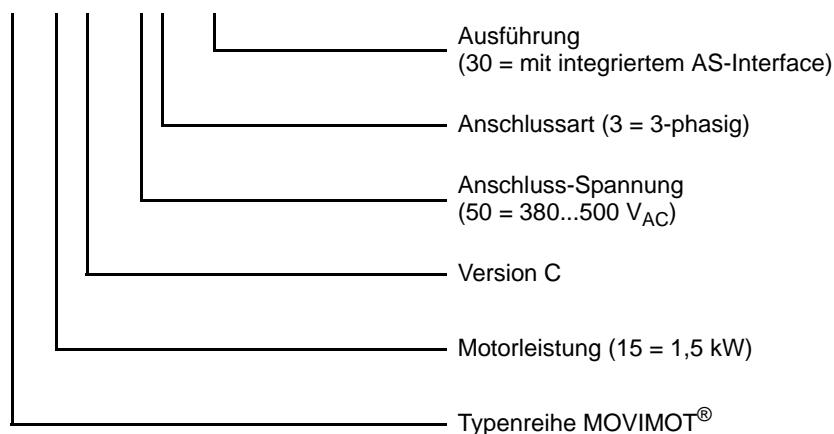 Ausführung
(30 = mit integriertem AS-Interface)
Anschlussart (3 = 3-phasig)
Anschluss-Spannung
(50 = 380...500 VAC)
Version C
Motorleistung (15 = 1,5 kW)
Typenreihe MOVIMOT®